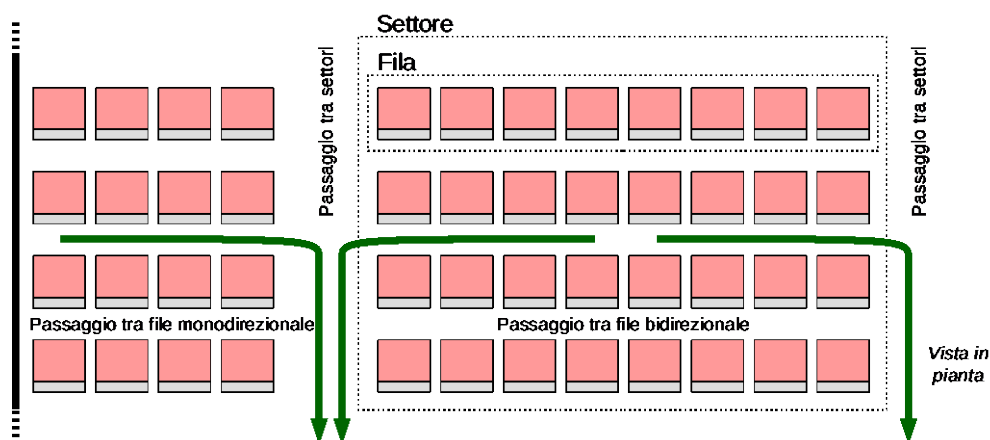 Settore
Fila
Passaggio tra settori
Passaggio tra settori
Passaggio tra file monodirezionale
Passaggio tra file bidirezionale
Vista in
pianta